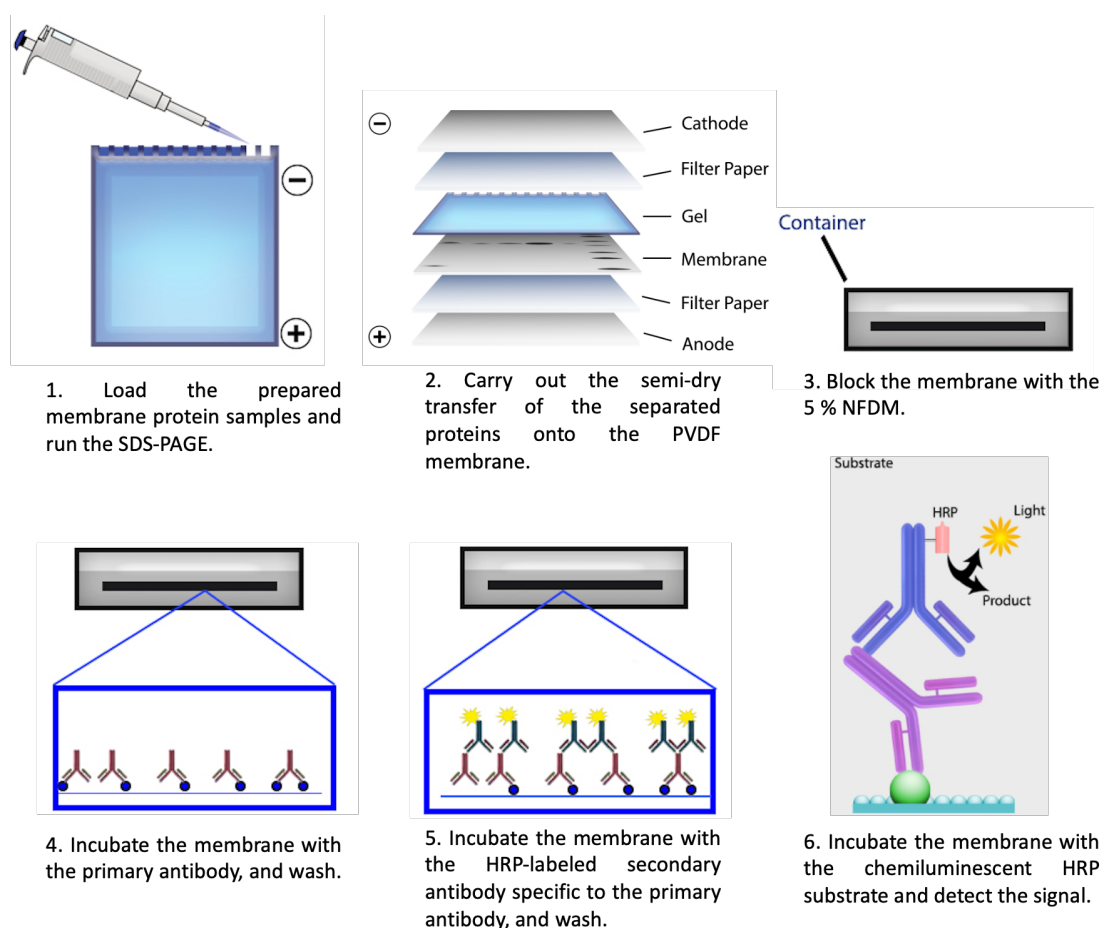 −
+
1. Load the prepared
membrane protein samples and
run the SDS-PAGE.
−
Cathode
Filter Paper
Gel
Membrane
Filter Paper
+
Anode
2. Carry out the semi-dry
transfer of the separated
proteins onto the PVDF
membrane.
Container
3. Block the membrane with the
5 % NFDM.
4. Incubate the membrane with
the primary antibody, and wash.
5. Incubate the membrane with
the HRP-labeled secondary
antibody specific to the primary
antibody, and wash.
Substrate
HRP
Light
Product
6. Incubate the membrane with
the chemiluminescent HRP
substrate and detect the signal.